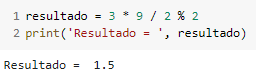 1 resultado = 3 * 9 / 2 % 2
2 print('Resultado = ', resultado)
Resultado =  1.5